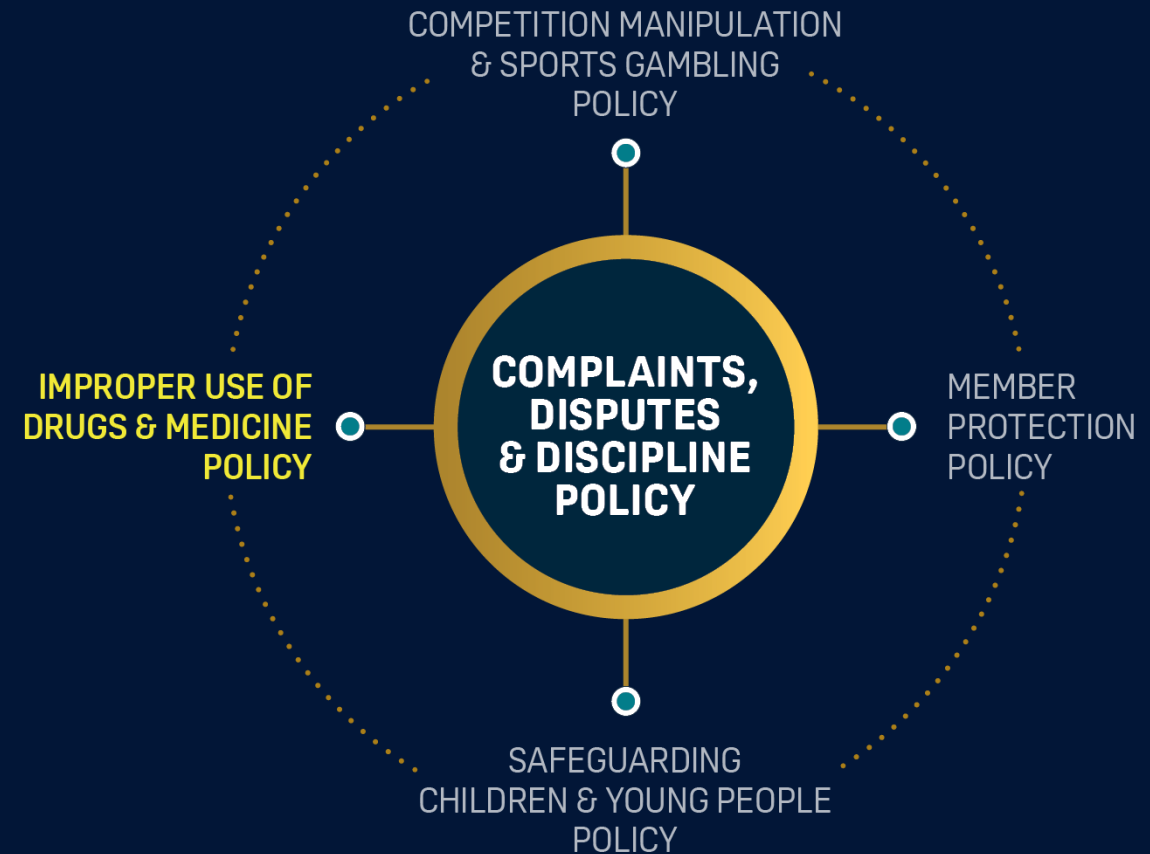 COMPETITION MANIPULATION
& SPORTS GAMBLING
POLICY
IMPROPER USE OF
DRUGS & MEDICINE
POLICY
COMPLAINTS,
DISPUTES
& DISCIPLINE
POLICY
MEMBER
PROTECTION
POLICY
SAFEGUARDING
CHILDREN & YOUNG PEOPLE
POLICY